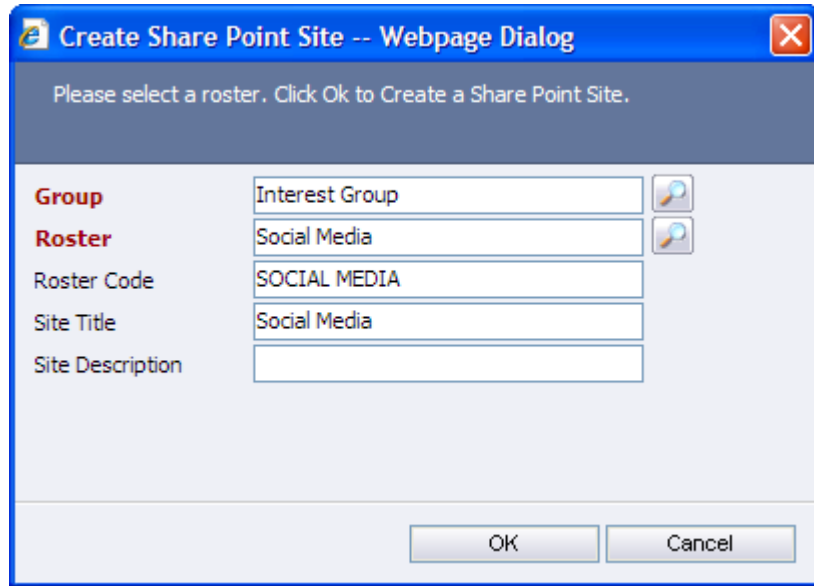 Create Share Point Site -- Webpage Dialog
Please select a roster. Click Ok to Create a Share Point Site.
Group Interest Group
Roster Social Media
Roster Code SOCIAL MEDIA
Site Title Social Media
Site Description
OK Cancel